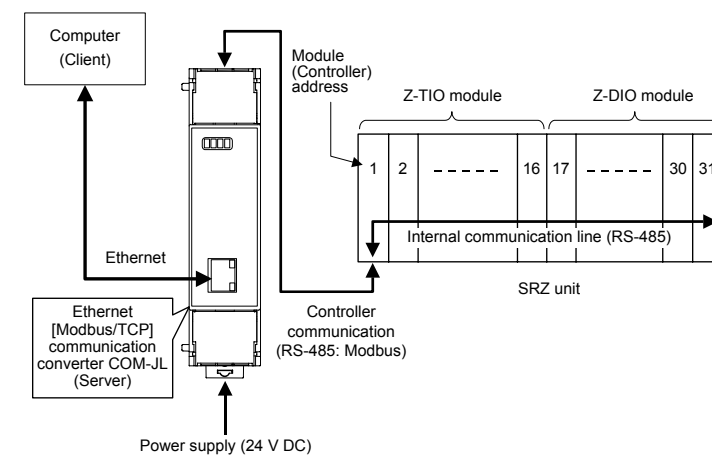 Computer
(Client)
Module
(Controller)
address
Z-TIO module
Z-DIO module
1
2
16
17
30
31
Internal communication line (RS-485)
Ethernet
SRZ unit
Ethernet
[Modbus/TCP]
communication
converter COM-JL
(Server)
Controller
communication
(RS-485: Modbus)
Power supply (24 V DC)